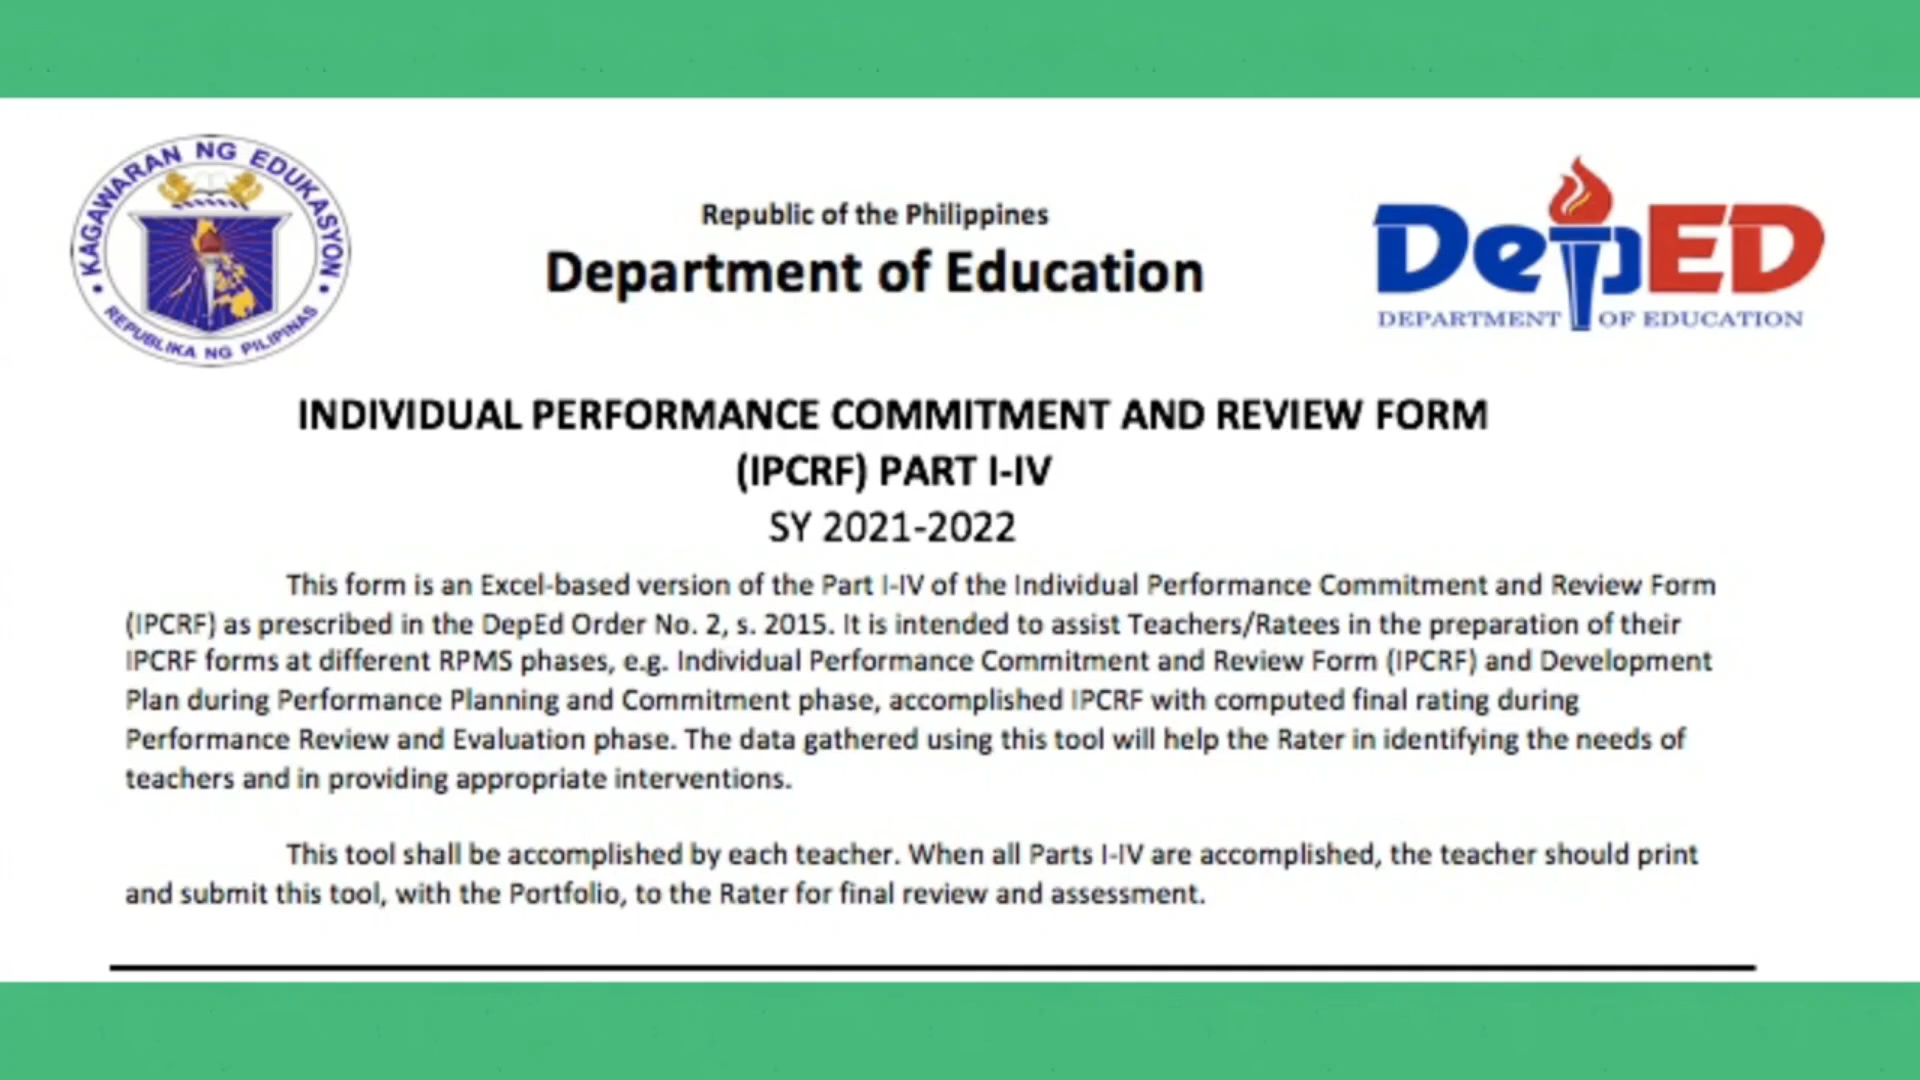 KAGAWARAN NG EDUKASYON
REPUBLIKA NG PILIPINAS
Republic of the Philippines
Department of Education
DepED
DEPARTMENT OF EDUCATION
INDIVIDUAL PERFORMANCE COMMITMENT AND REVIEW FORM
(IPCRF) PART I-IV
SY 2021-2022
This form is an Excel-based version of the Part I-IV of the Individual Performance Commitment and Review Form
(IPCRF) as prescribed in the DepEd Order No. 2, s. 2015. It is intended to assist Teachers/Ratees in the preparation of their
IPCRF forms at different RPMS phases, e.g. Individual Performance Commitment and Review Form (IPCRF) and Development
Plan during Performance Planning and Commitment phase, accomplished IPCRF with computed final rating during
Performance Review and Evaluation phase. The data gathered using this tool will help the Rater in identifying the needs of
teachers and in providing appropriate interventions.
This tool shall be accomplished by each teacher. When all Parts I-IV are accomplished, the teacher should print
and submit this tool, with the Portfolio, to the Rater for final review and assessment.